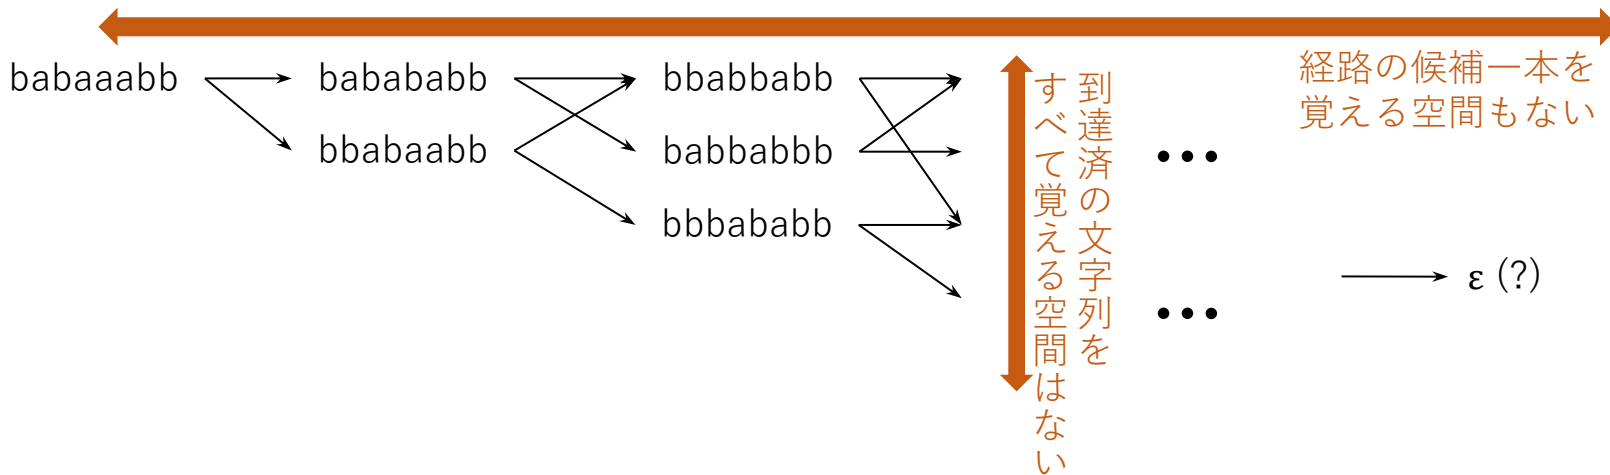 babaaabb
babababb
bbabaabb
bbabbabb
babbabbb
bbbababb
到達済の文字列を
すべて覚える空間はない
経路の候補一本を
覚える空間もない
•••
•••
ε (?)